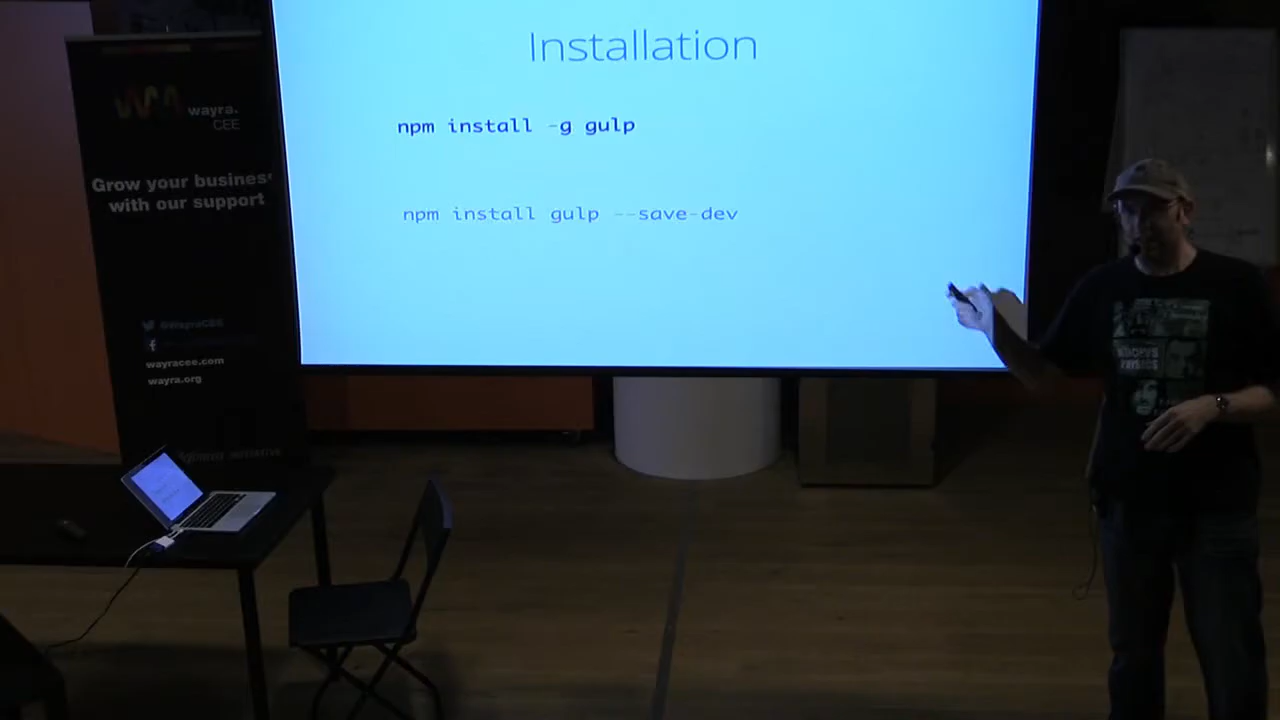 Installation
npm install -g gulp
npm install gulp --save-dev
wayra.
CEE
Grow your business
with our support
@WayraCEE
wayracee.com
wayra.org